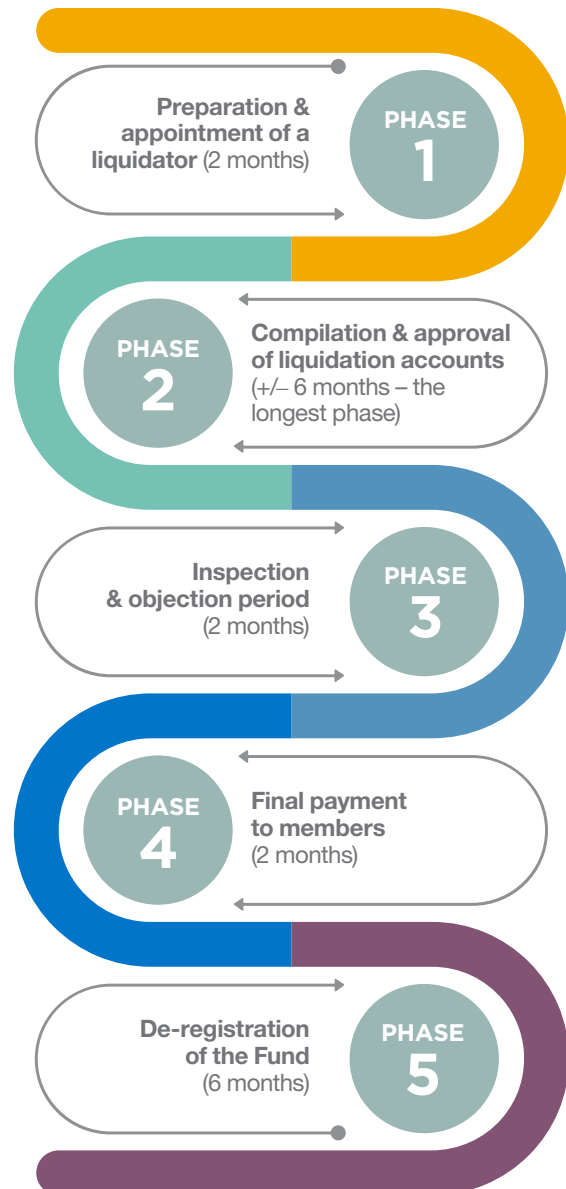 Preparation &
appointment of a
liquidator (2 months)
PHASE
1
PHASE
2
Compilation & approval
of liquidation accounts
(+/– 6 months – the
longest phase)
Inspection
& objection period
(2 months)
PHASE
3
PHASE
4
Final payment
to members
(2 months)
De-registration
of the Fund
(6 months)
PHASE
5